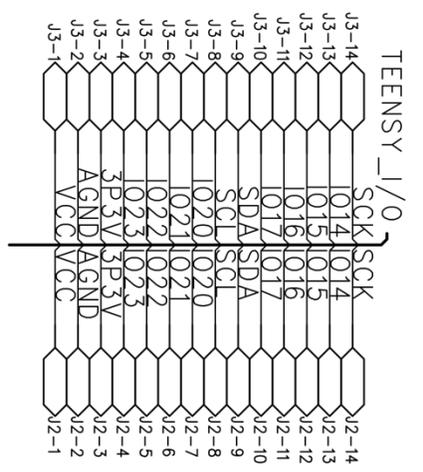 TEENSY_I/O
J3-14 SCK SCK J2-14
J3-13 IO14 IO14 J2-13
J3-12 IO15 IO15 J2-12
J3-11 IO16 IO16 J2-11
J3-10 IO17 IO17 J2-10
J3-9 SDA SDA J2-9
J3-8 SCL SCL J2-8
J3-7 IO20 IO20 J2-7
J3-6 IO21 IO21 J2-6
J3-5 IO22 IO22 J2-5
J3-4 IO23 IO23 J2-4
J3-3 3P3V 3P3V J2-3
J3-2 AGND AGND J2-2
J3-1 VCC VCC J2-1